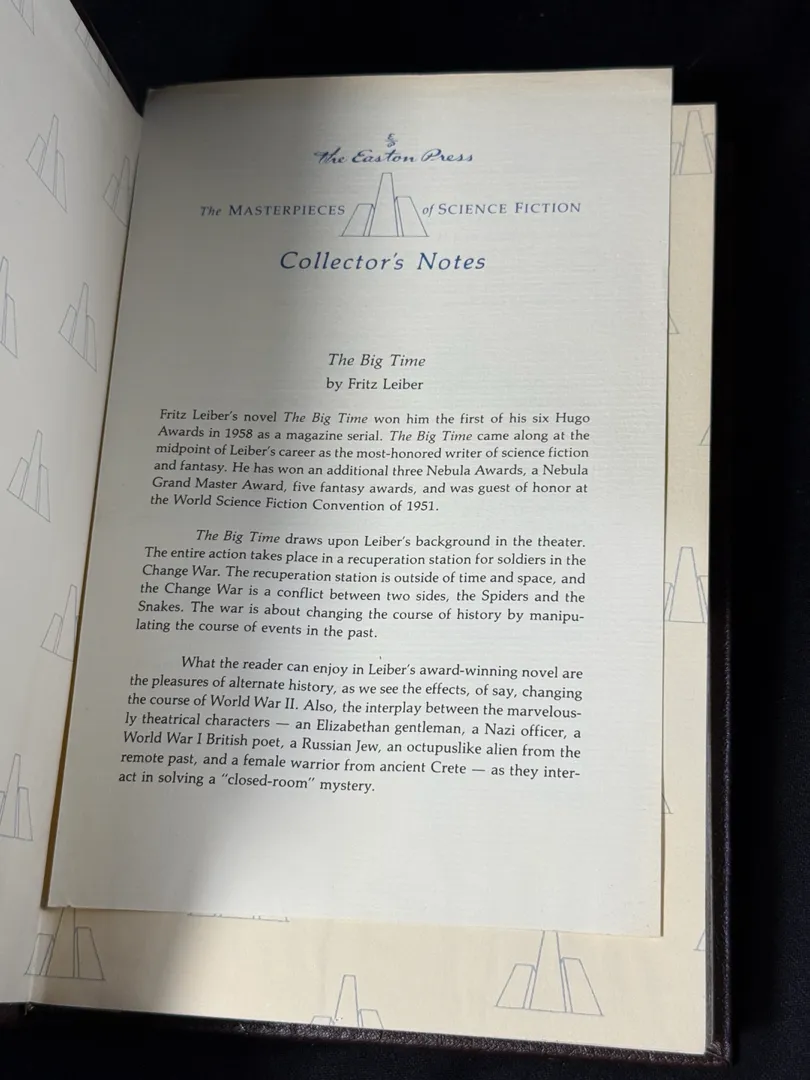 The Easton Press
The MASTERPIECES of SCIENCE FICTION
Collector's Notes
The Big Time
by Fritz Leiber
Fritz Leiber's novel The Big Time won him the first of his six Hugo
Awards in 1958 as a magazine serial. The Big Time came along at the
midpoint of Leiber's career as the most-honored writer of science fiction
and fantasy. He has won an additional three Nebula Awards, a Nebula
Grand Master Award, five fantasy awards, and was guest of honor at
the World Science Fiction Convention of 1951.
The Big Time draws upon Leiber's background in the theater.
The entire action takes place in a recuperation station for soldiers in the
Change War. The recuperation station is outside of time and space, and
the Change War is a conflict between two sides, the Spiders and the
Snakes. The war is about changing the course of history by manipu-
lating the course of events in the past.
What the reader can enjoy in Leiber's award-winning novel are
the pleasures of alternate history, as we see the effects, of say, changing
the course of World War II. Also, the interplay between the marvelous-
ly theatrical characters — an Elizabethan gentleman, a Nazi officer, a
World War I British poet, a Russian Jew, an octupuslike alien from the
remote past, and a female warrior from ancient Crete — as they inter-
act in solving a "closed-room" mystery.